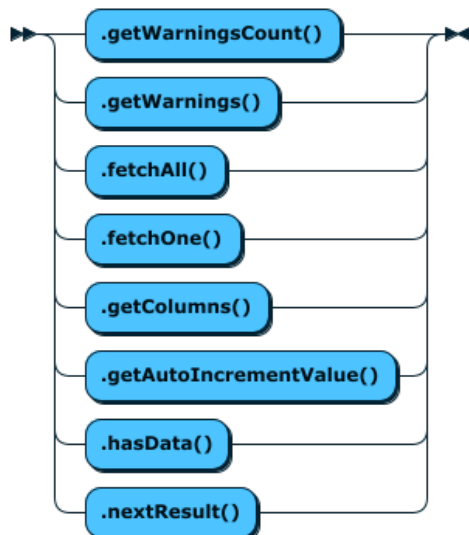 .getWarningsCount()
.getWarnings()
.fetchAll()
.fetchOne()
.getColumns()
.getAutoIncrementValue()
.hasData()
.nextResult()